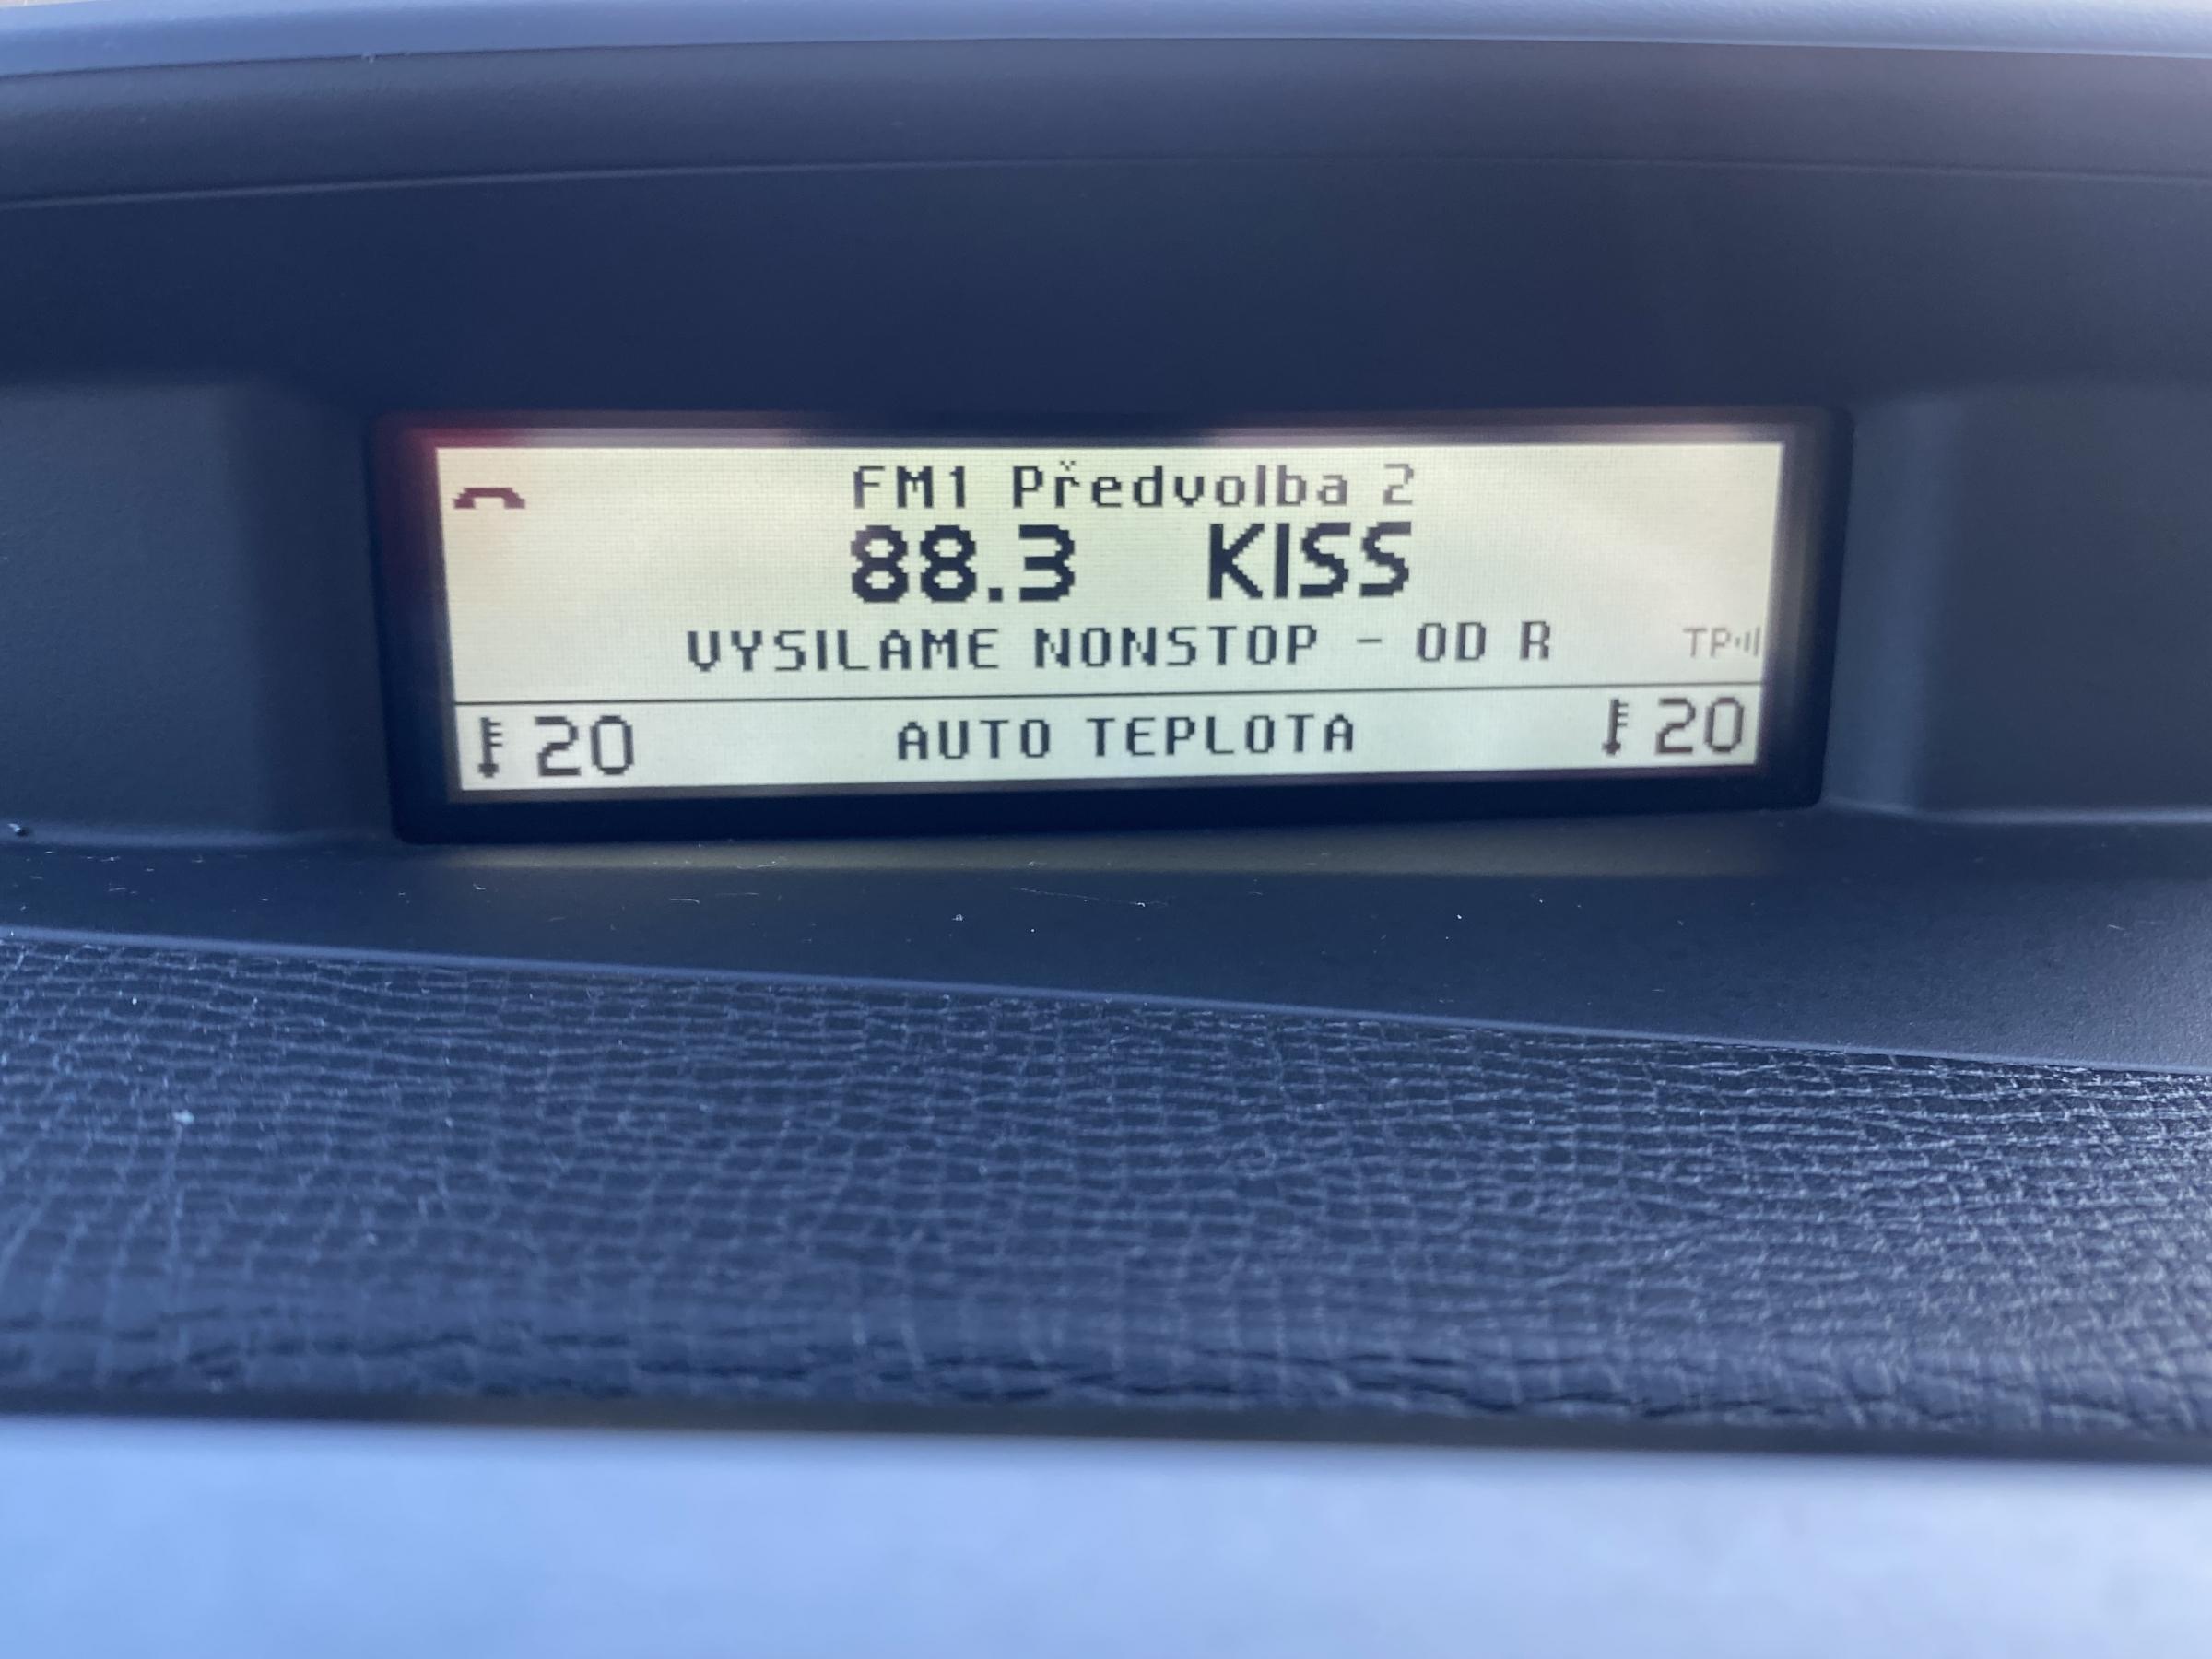 FM1 Předvolba 2
88.3 KISS
VYSILAME NONSTOP - OD R
TP
20 AUTO TEPLOTA 20